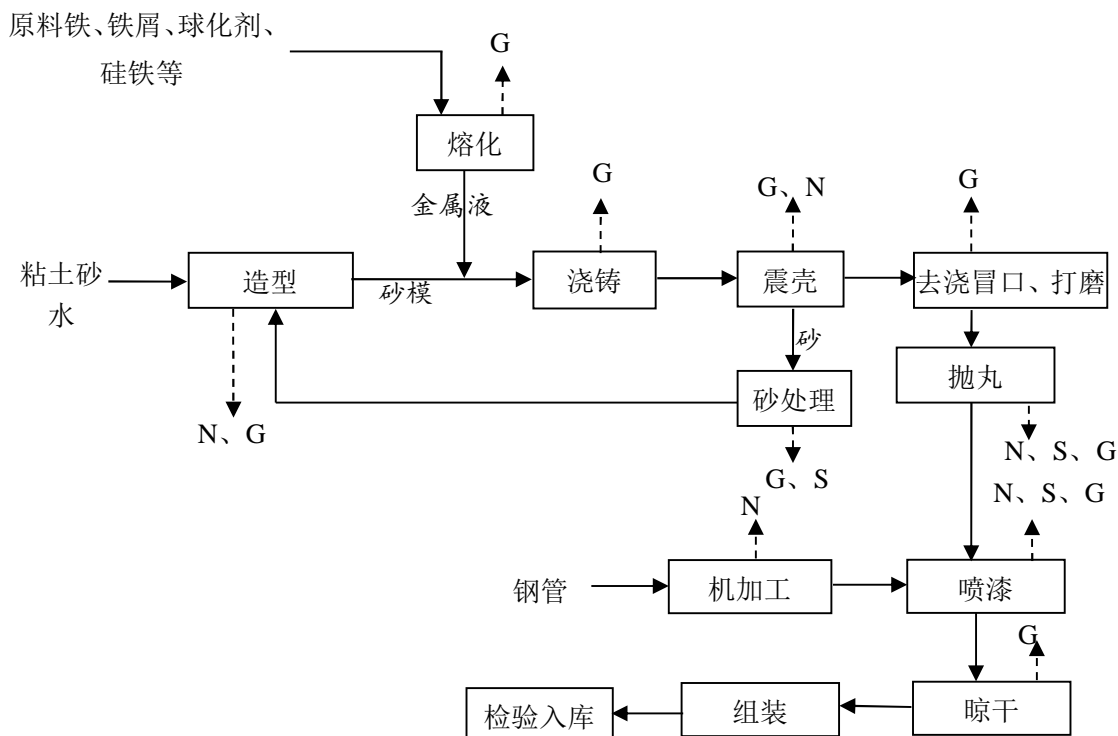 原料铁、铁屑、球化剂、
硅铁等
G
熔化
金属液
G
G、N
G
粘土砂
水
造型
砂模
浇铸
震壳
去浇冒口、打磨
砂
抛丸
砂处理
N、G
N、S、G
G、S
N、S、G
N
钢管
机加工
喷漆
G
检验入库
组装
晾干